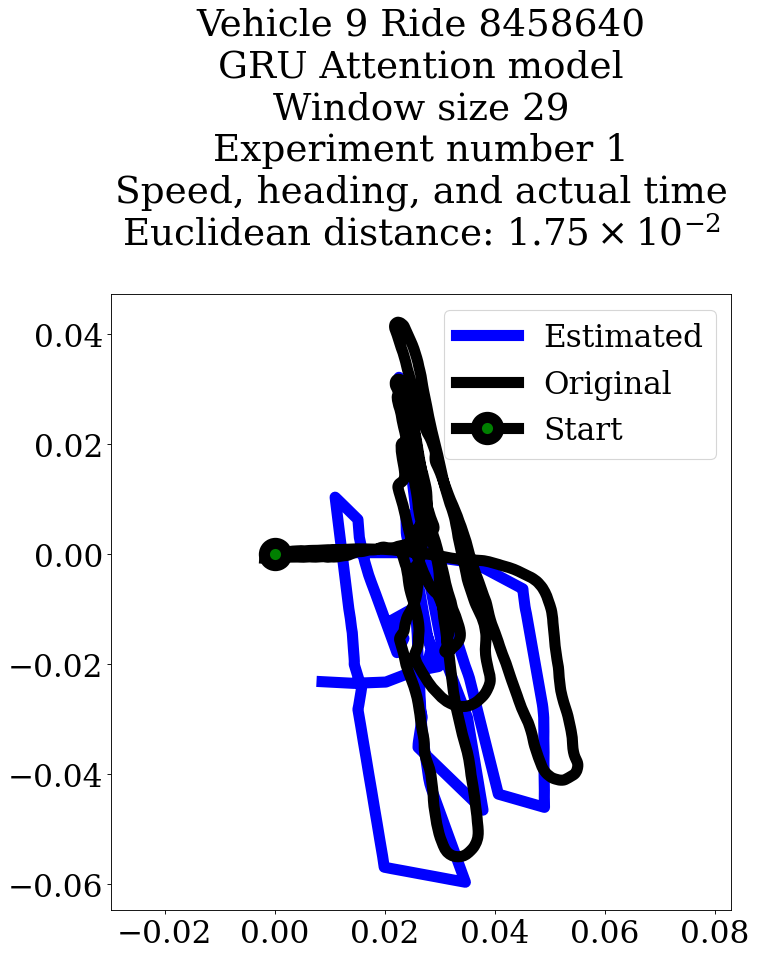 Vehicle 9 Ride 8458640
GRU Attention model
Window size 29
Experiment number 1
Speed, heading, and actual time
Euclidean distance: 1.75 × 10⁻²
Estimated
Original
Start
0.04
0.02
0.00
−0.02
−0.04
−0.06
−0.02 0.00 0.02 0.04 0.06 0.08